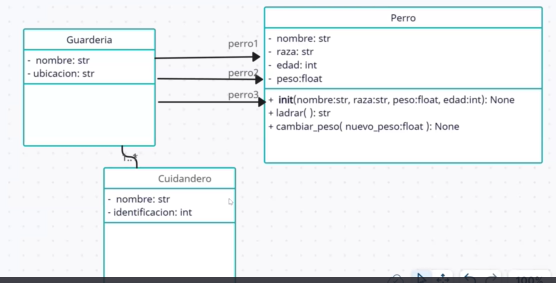 Guarderia
- nombre: str
- ubicacion: str
perro1
perro2
perro3
Perro
- nombre: str
- raza: str
- edad: int
- peso:float
+ init(nombre:str, raza:str, peso:float, edad:int): None
+ ladrar( ): str
+ cambiar_peso( nuevo_peso:float ): None
1..*
Cuidandero
- nombre: str
- identificacion: int
100%